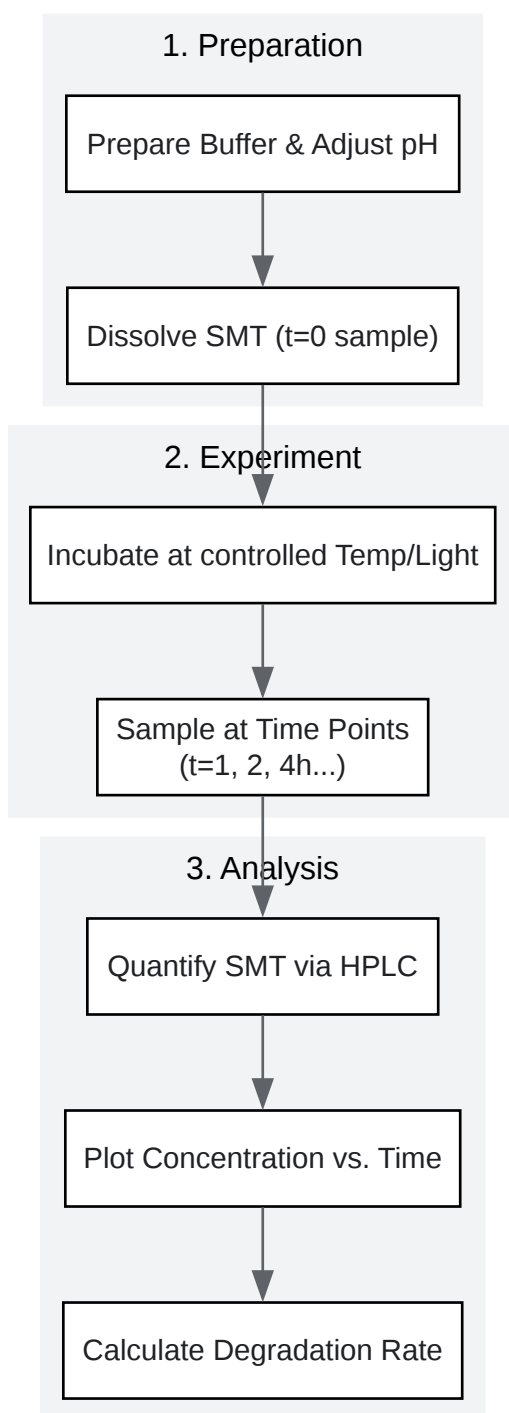 1. Preparation
Prepare Buffer & Adjust pH
Dissolve SMT (t=0 sample)
2. Experiment
Incubate at controlled Temp/Light
Sample at Time Points
(t=1, 2, 4h...)
3. Analysis
Quantify SMT via HPLC
Plot Concentration vs. Time
Calculate Degradation Rate